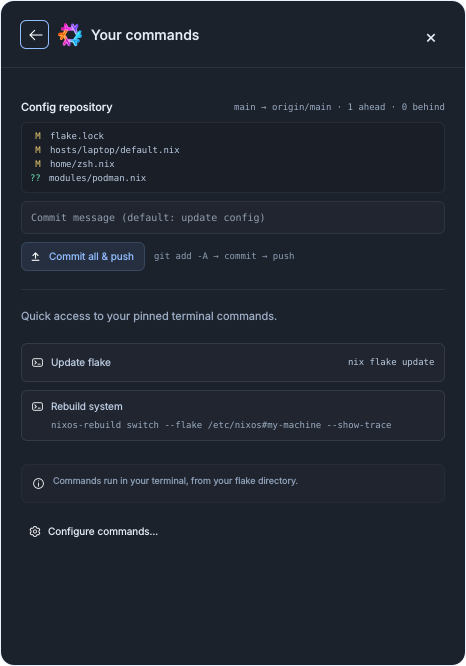 Your commands
Config repository
main → origin/main · 1 ahead · 0 behind
M flake.lock
M hosts/laptop/default.nix
M home/zsh.nix
?? modules/podman.nix
Commit message (default: update config)
Commit all & push
git add -A → commit → push
Quick access to your pinned terminal commands.
Update flake
nix flake update
Rebuild system
nixos-rebuild switch --flake /etc/nixos#my-machine --show-trace
Commands run in your terminal, from your flake directory.
Configure commands...